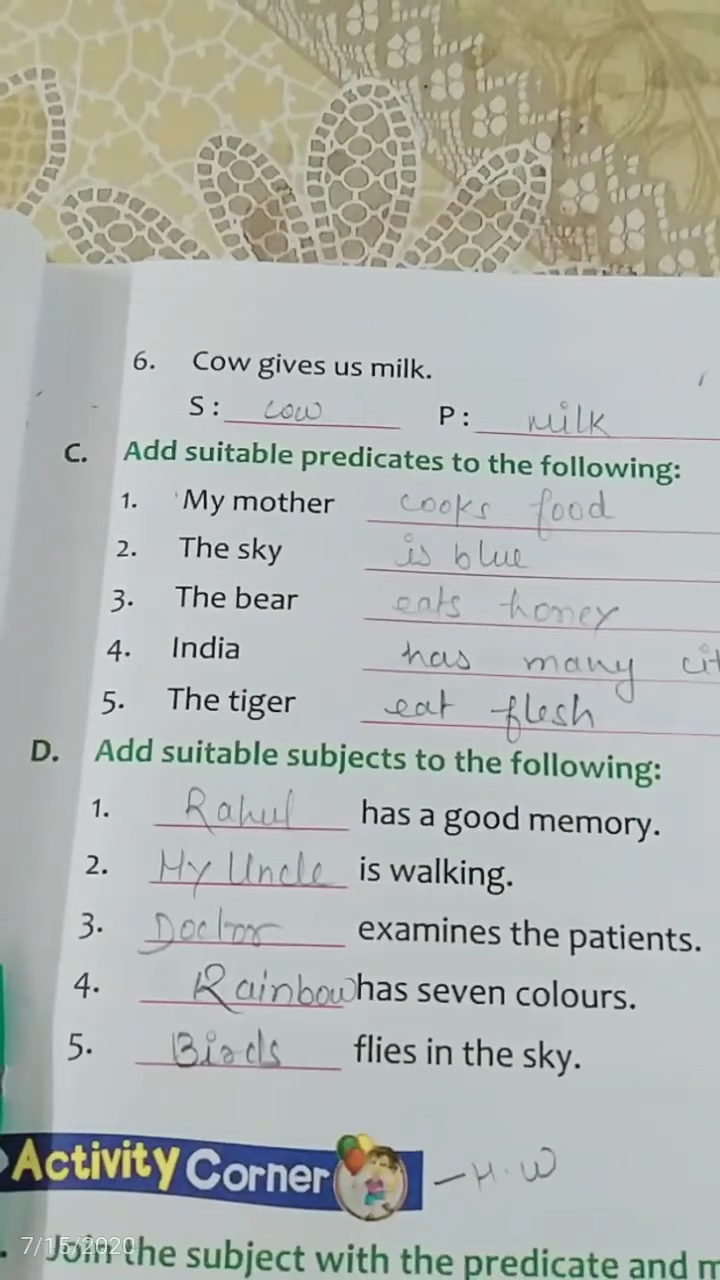 6. Cow gives us milk.
S: cow P: milk
C. Add suitable predicates to the following:
1. My mother cooks food
2. The sky is blue
3. The bear eats honey
4. India has many cit
5. The tiger eat flesh
D. Add suitable subjects to the following:
1. Rahul has a good memory.
2. My Uncle is walking.
3. Doctor examines the patients.
4. Rainbow has seven colours.
5. Birds flies in the sky.
Activity Corner – H.W
7/15/2020
Join the subject with the predicate and m